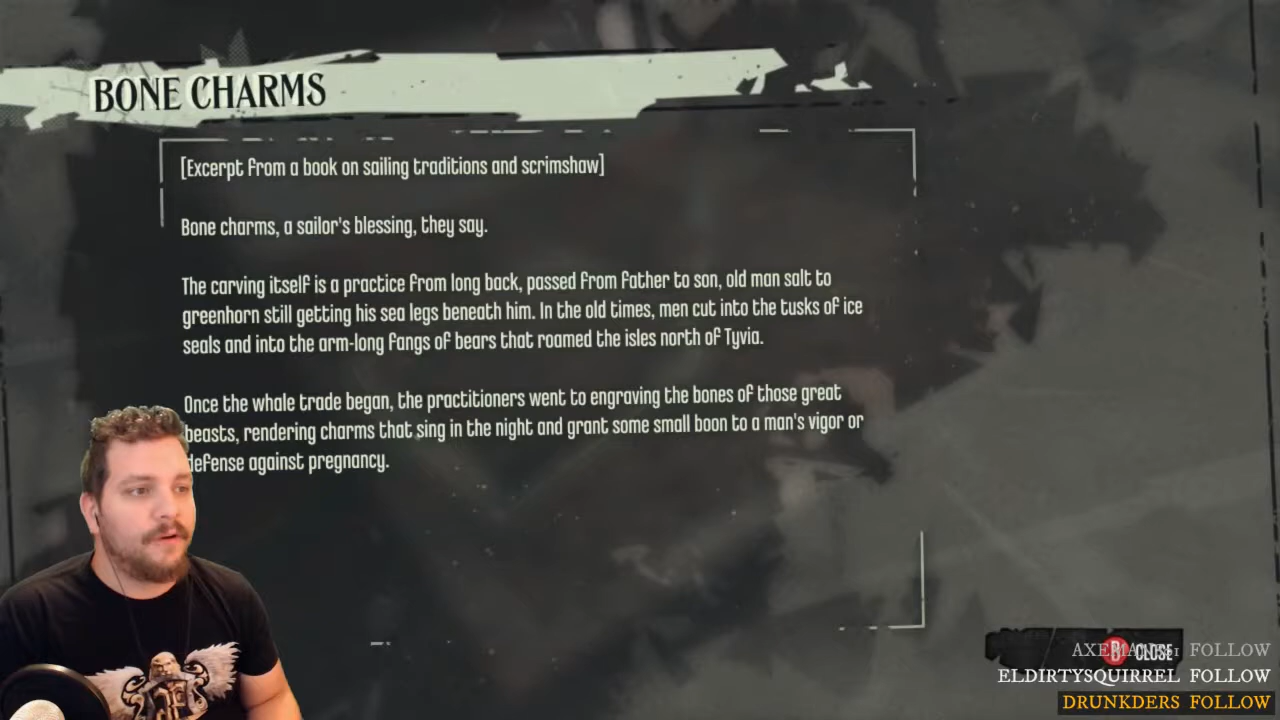 BONE CHARMS
[Excerpt from a book on sailing traditions and scrimshaw]
Bone charms, a sailor's blessing, they say.
The carving itself is a practice from long back, passed from father to son, old man salt to
greenhorn still getting his sea legs beneath him. In the old times, men cut into the tusks of ice
seals and into the arm-long fangs of bears that roamed the isles north of Tyvia.
Once the whale trade began, the practitioners went to engraving the bones of those great
beasts, rendering charms that sing in the night and grant some small boon to a man's vigor or
defense against pregnancy.
B CLOSE
FOLLOW
ELDIRTYSQUIRREL FOLLOW
DRUNKDERS FOLLOW